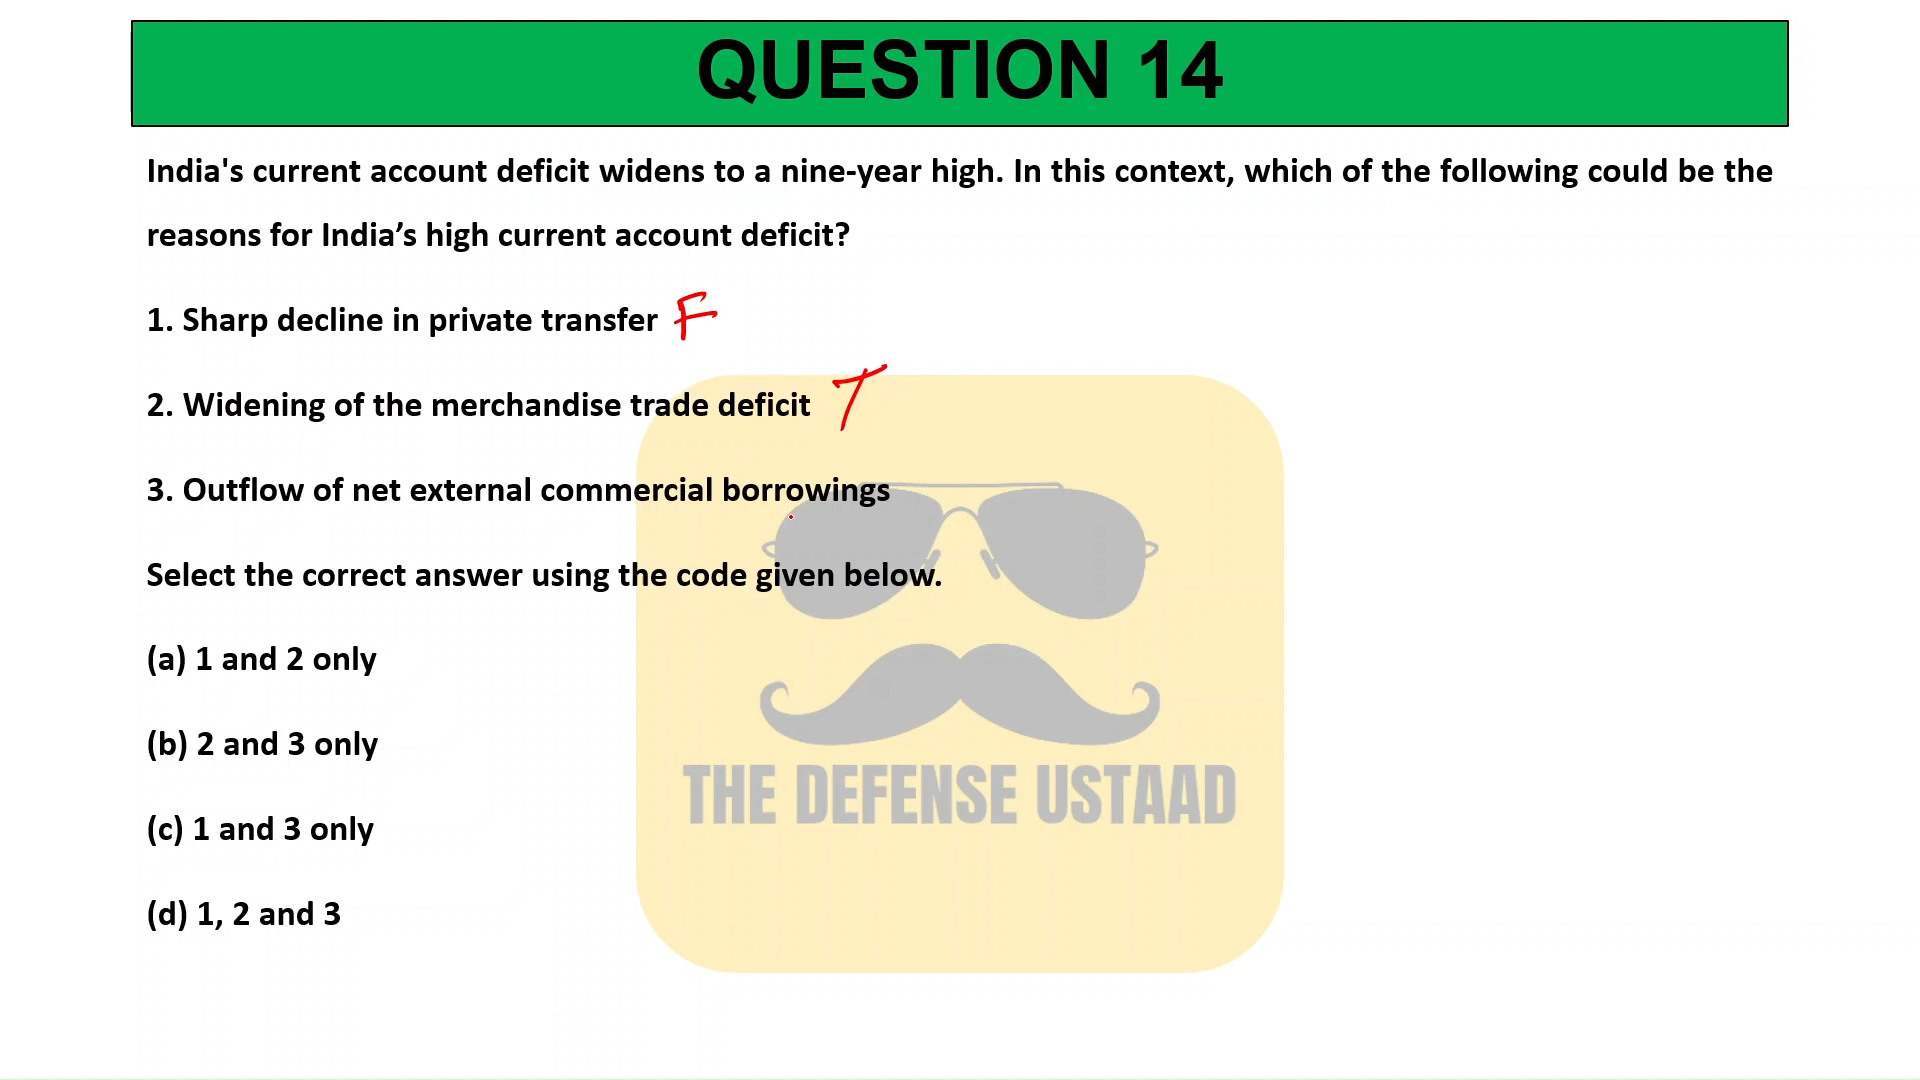 QUESTION 14
India's current account deficit widens to a nine-year high. In this context, which of the following could be the
reasons for India’s high current account deficit?
1. Sharp decline in private transfer F
2. Widening of the merchandise trade deficit T
3. Outflow of net external commercial borrowings
Select the correct answer using the code given below.
(a) 1 and 2 only
(b) 2 and 3 only
THE DEFENSE USTAAD
(c) 1 and 3 only
(d) 1, 2 and 3